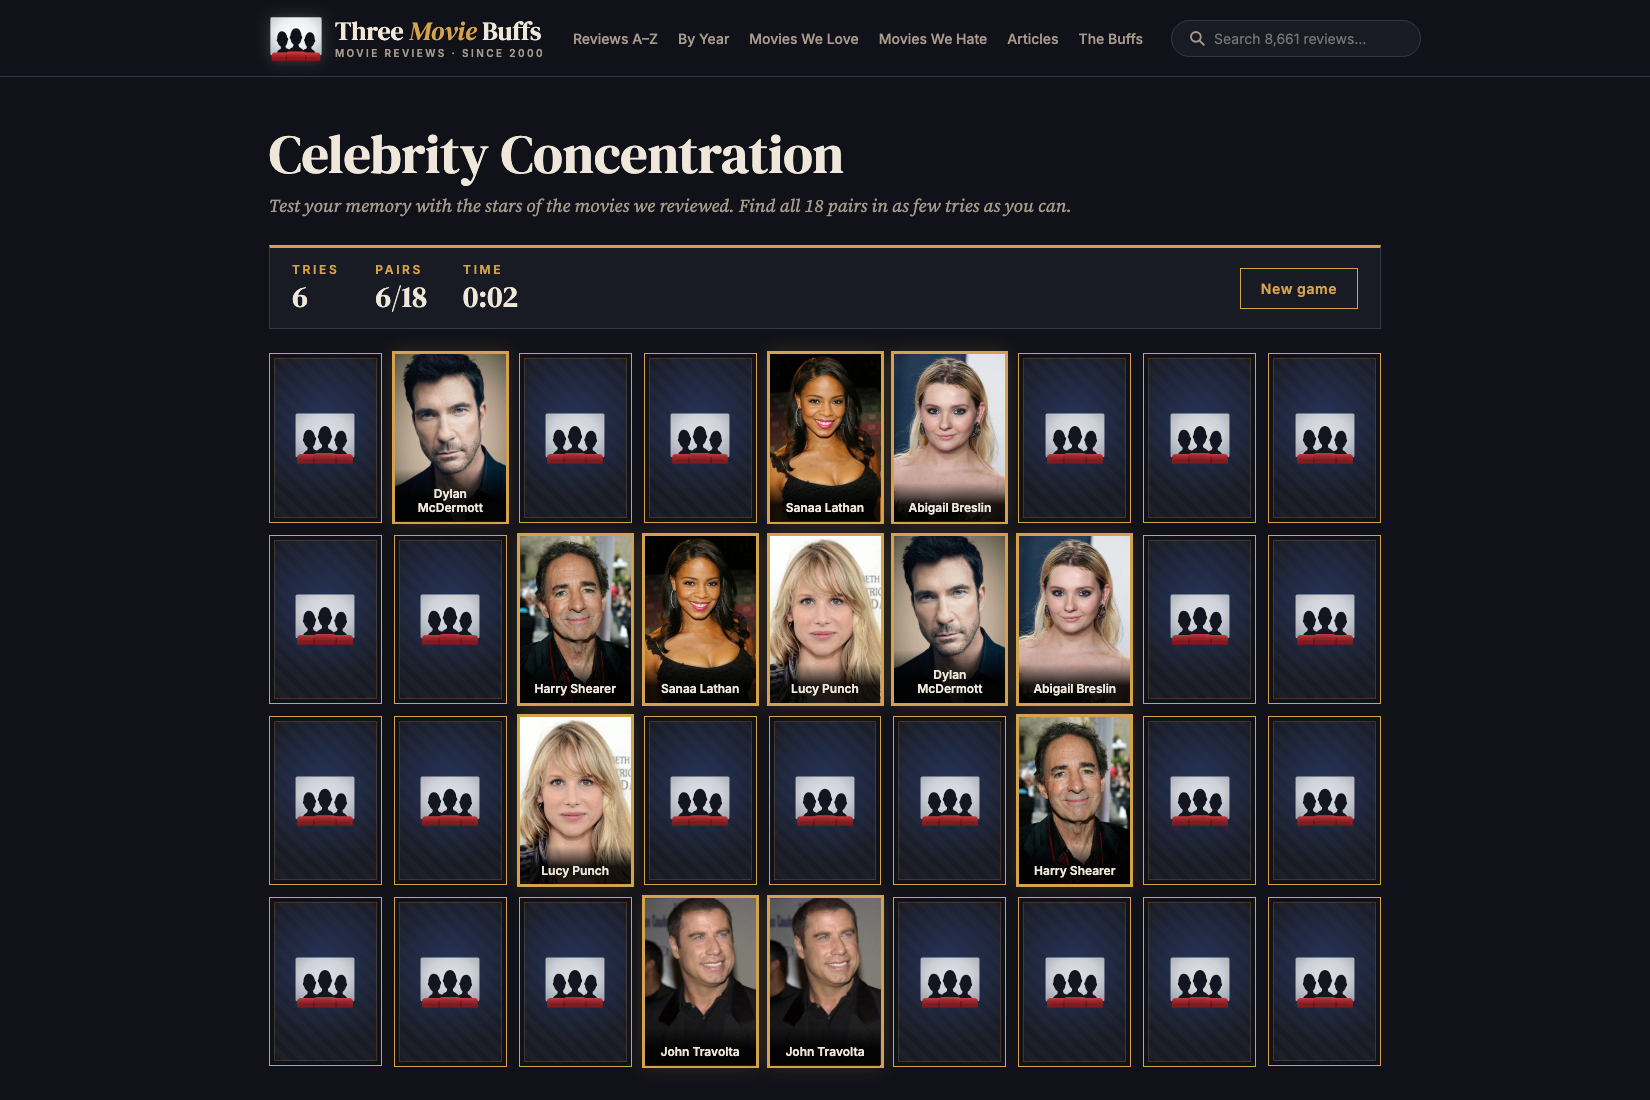 Three Movie Buffs
MOVIE REVIEWS · SINCE 2000
Reviews A–Z
By Year
Movies We Love
Movies We Hate
Articles
The Buffs
Search 8,661 reviews...
Celebrity Concentration
Test your memory with the stars of the movies we reviewed. Find all 18 pairs in as few tries as you can.
TRIES
6
PAIRS
6/18
TIME
0:02
New game
Dylan
McDermott
Sanaa Lathan
Abigail Breslin
Harry Shearer
Sanaa Lathan
Lucy Punch
Dylan
McDermott
Abigail Breslin
Lucy Punch
Harry Shearer
John Travolta
John Travolta